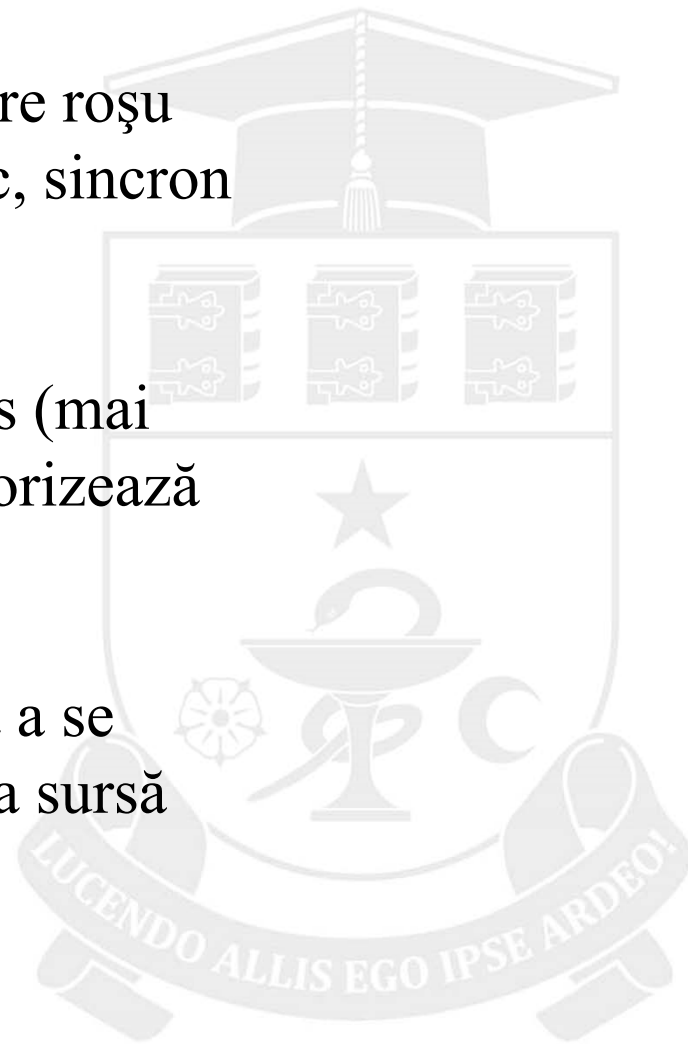 re roşu
c, sincron
s (mai
orizează
a se
a sursă
LUCENDO ALLIS EGO IPSE ARDEO!